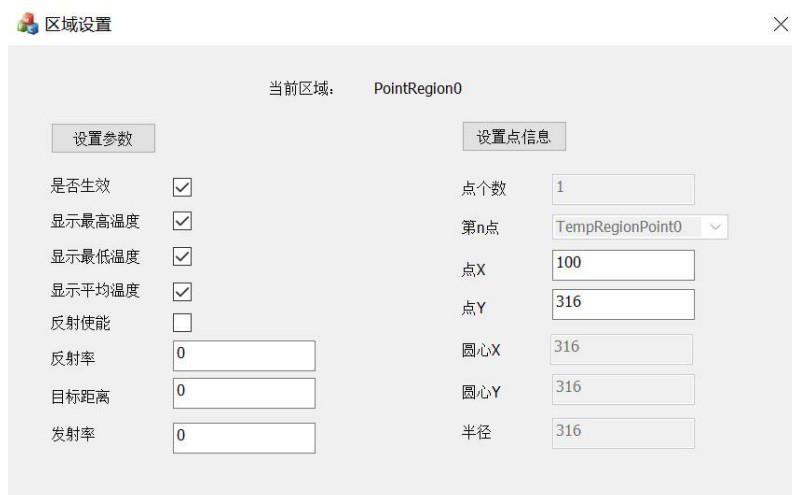 区域设置
当前区域： PointRegion0
设置参数
是否生效
显示最高温度
显示最低温度
显示平均温度
反射使能
反射率 0
目标距离 0
发射率 0
设置点信息
点个数 1
第n点 TempRegionPoint0
点X 100
点Y 316
圆心X 316
圆心Y 316
半径 316